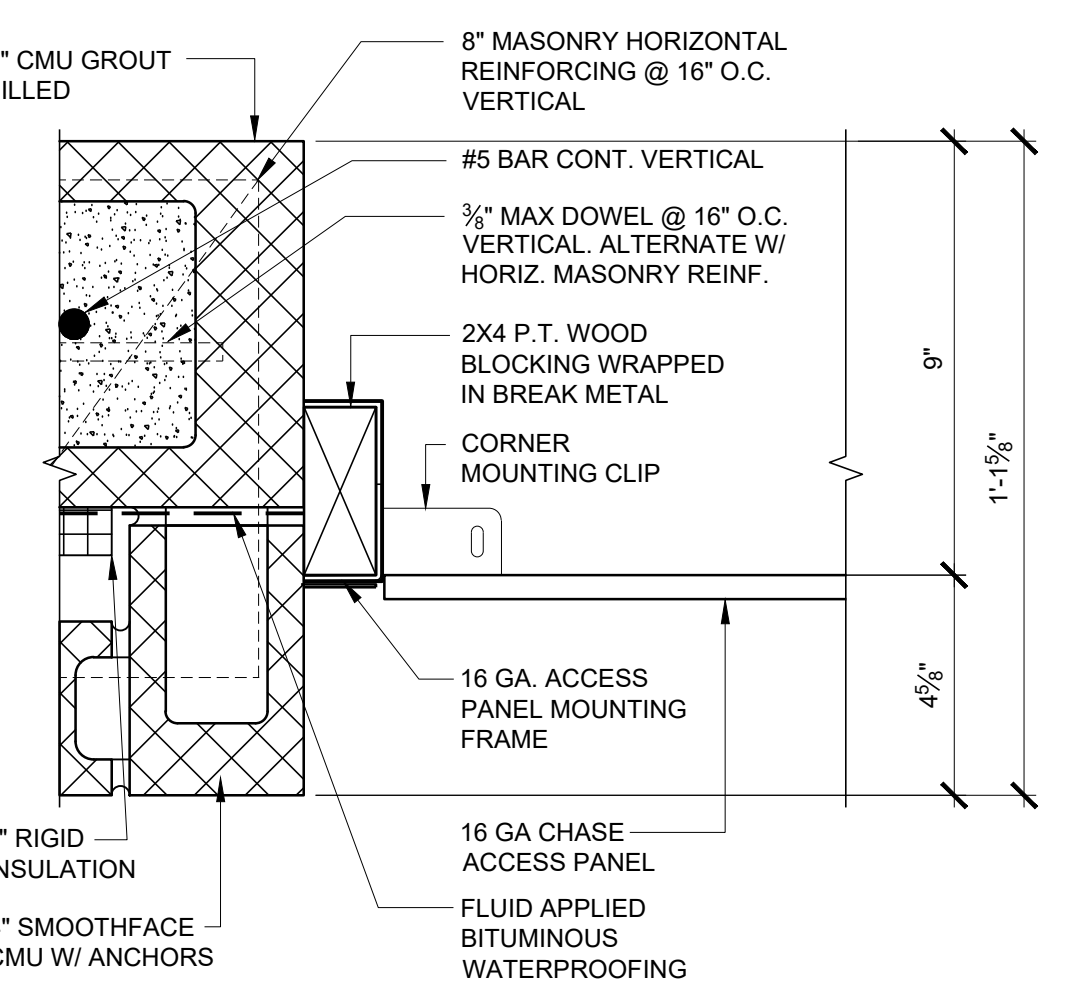 " CMU GROUT
ILLED
8" MASONRY HORIZONTAL
REINFORCING @ 16" O.C.
VERTICAL
#5 BAR CONT. VERTICAL
⅜" MAX DOWEL @ 16" O.C.
VERTICAL. ALTERNATE W/
HORIZ. MASONRY REINF.
2X4 P.T. WOOD
BLOCKING WRAPPED
IN BREAK METAL
CORNER
MOUNTING CLIP
9"
1'-1⅝"
4⅝"
16 GA. ACCESS
PANEL MOUNTING
FRAME
16 GA CHASE
ACCESS PANEL
FLUID APPLIED
BITUMINOUS
WATERPROOFING
" RIGID
NSULATION
" SMOOTHFACE
CMU W/ ANCHORS